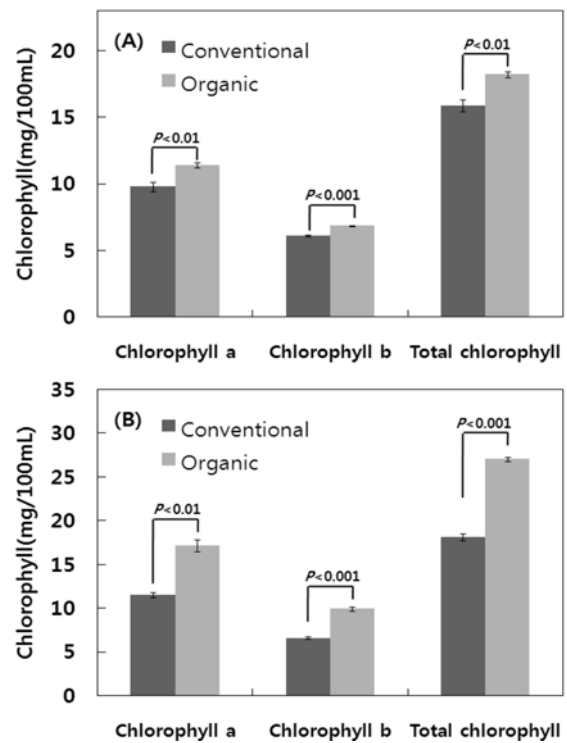 (A)
Conventional
Organic
Chlorophyll(mg/100mL)
20
15
10
5
0
P<0.01
P<0.001
P<0.01
Chlorophyll a Chlorophyll b Total chlorophyll
(B)
Conventional
Organic
Chlorophyll(mg/100mL)
35
30
25
20
15
10
5
0
P<0.01
P<0.001
P<0.001
Chlorophyll a Chlorophyll b Total chlorophyll